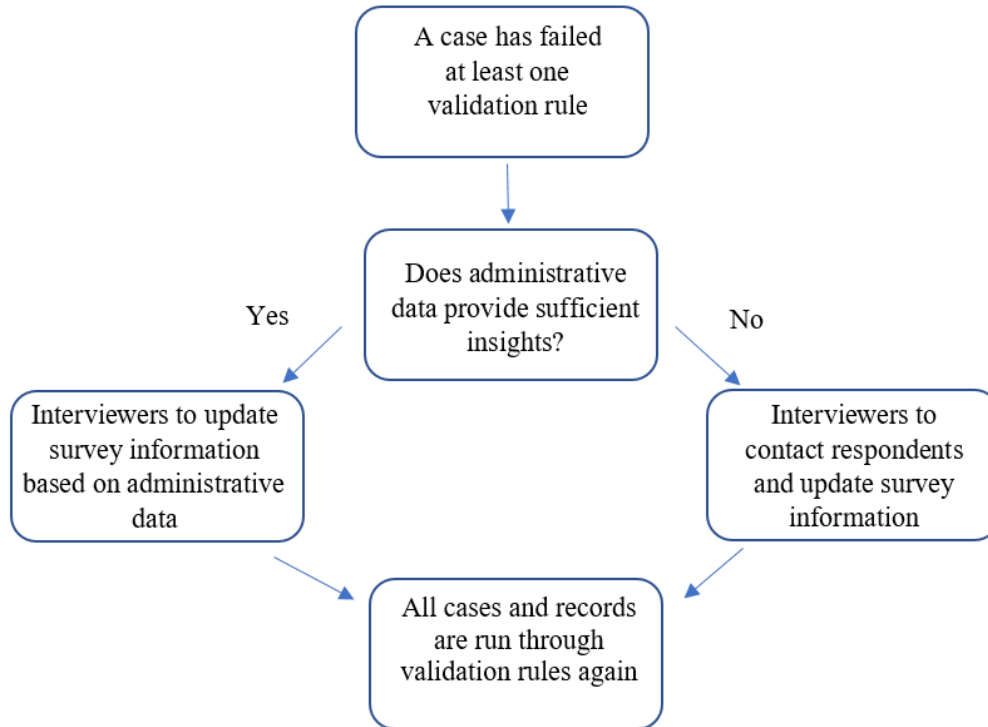 A case has failed
at least one
validation rule
Does administrative
data provide sufficient
insights?
Yes
No
Interviewers to update
survey information
based on administrative
data
Interviewers to
contact respondents
and update survey
information
All cases and records
are run through
validation rules again